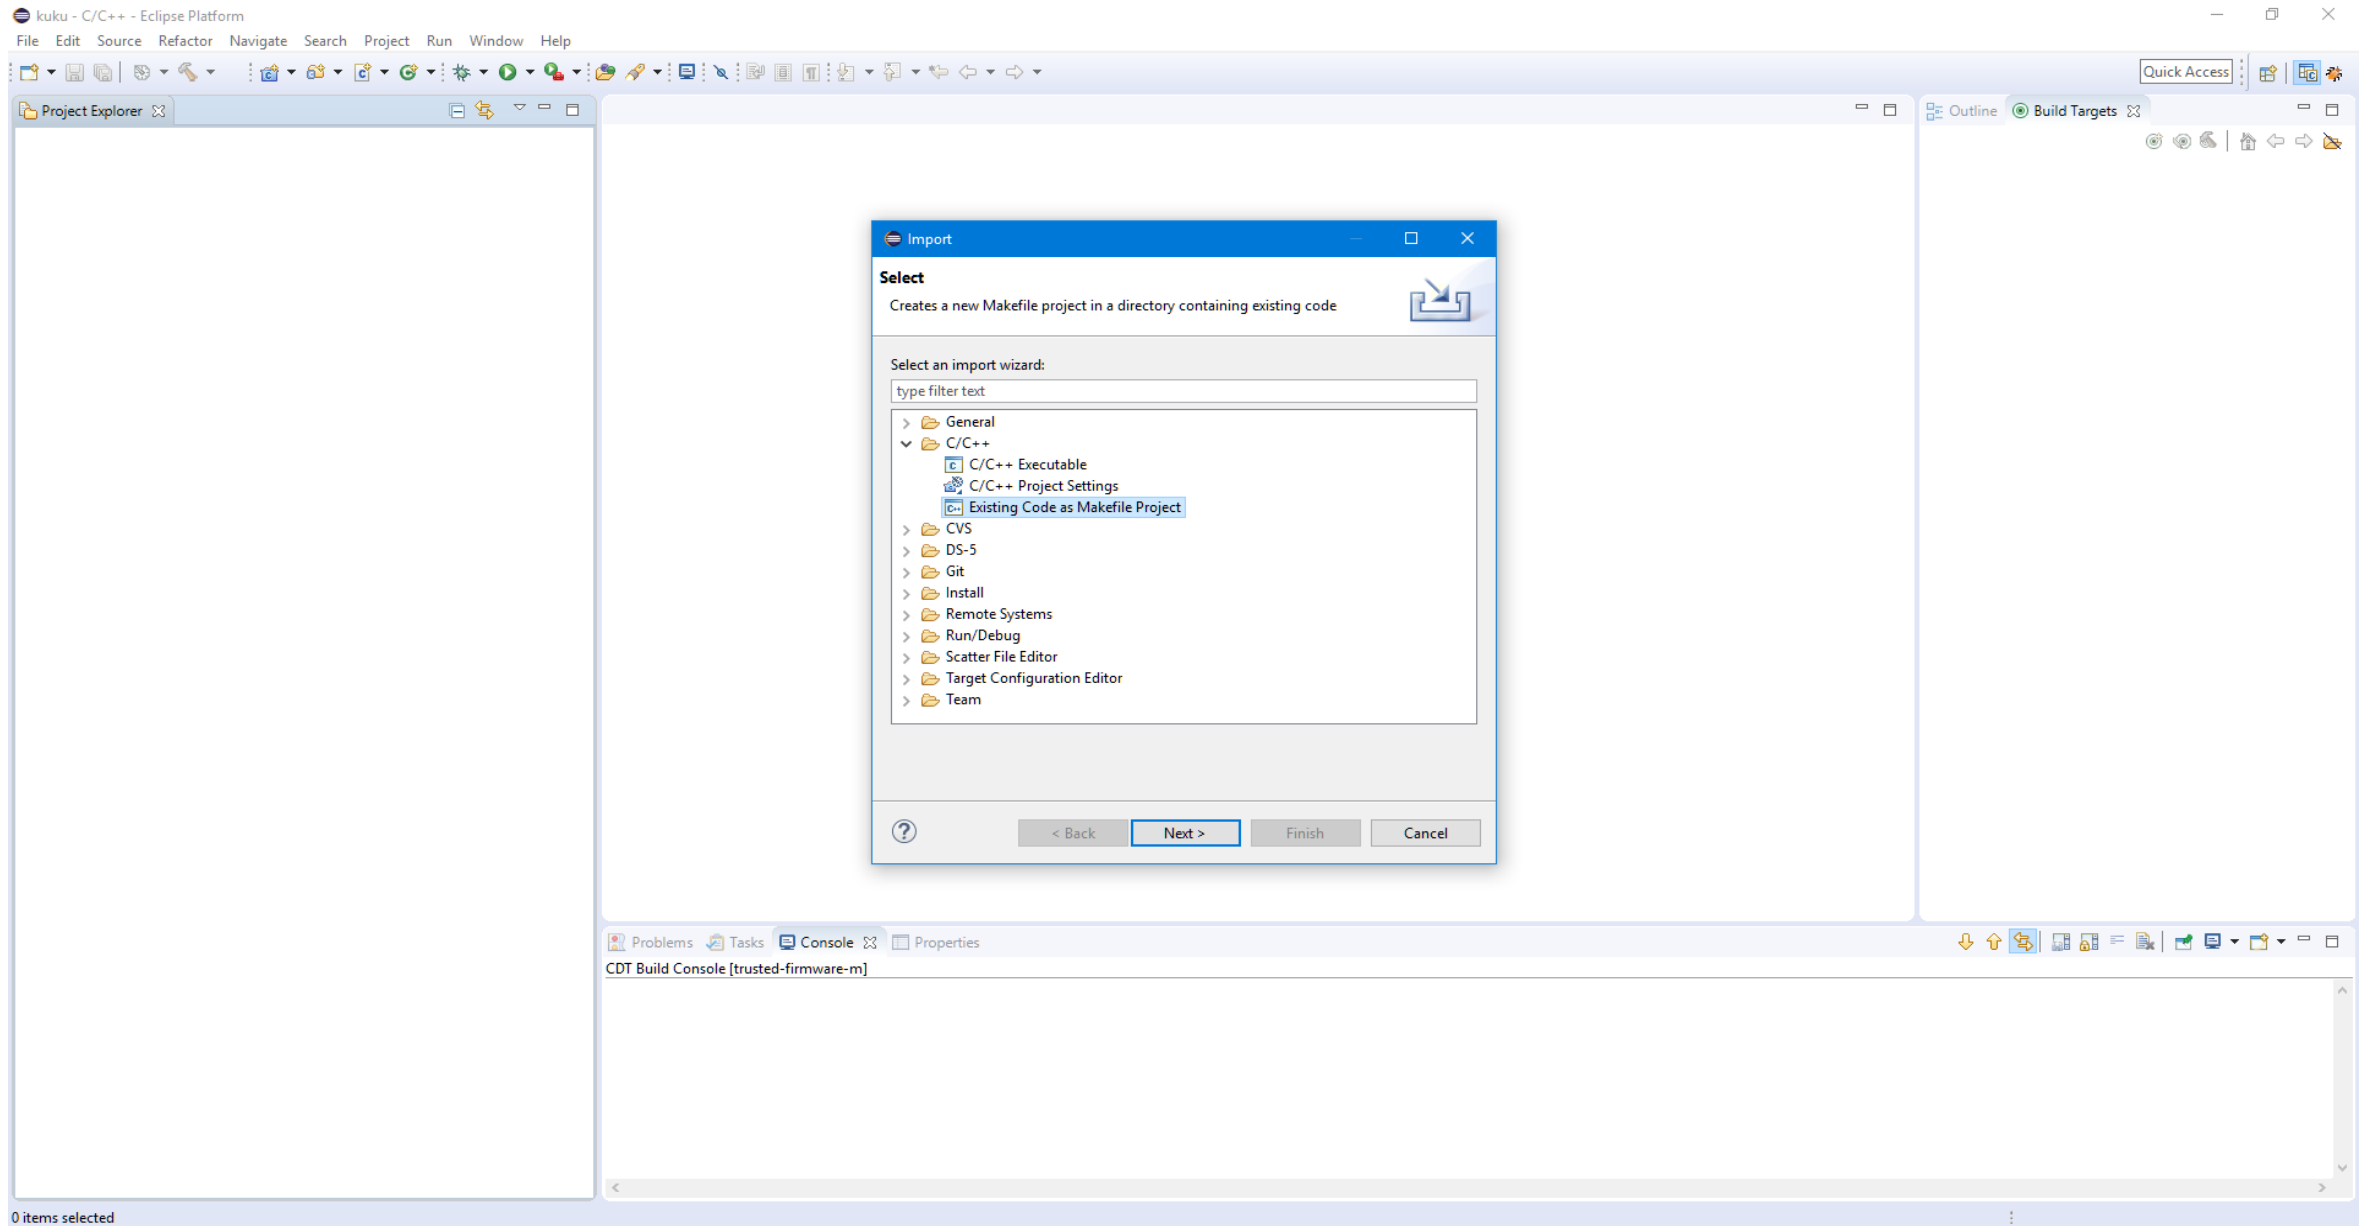 kuku - C/C++ - Eclipse Platform
File Edit Source Refactor Navigate Search Project Run Window Help
Quick Access
Project Explorer
Outline Build Targets
Import
Select
Creates a new Makefile project in a directory containing existing code
Select an import wizard:
type filter text
General
C/C++
C/C++ Executable
C/C++ Project Settings
Existing Code as Makefile Project
CVS
DS-5
Git
Install
Remote Systems
Run/Debug
Scatter File Editor
Target Configuration Editor
Team
< Back Next > Finish Cancel
Problems Tasks Console Properties
CDT Build Console [trusted-firmware-m]
0 items selected